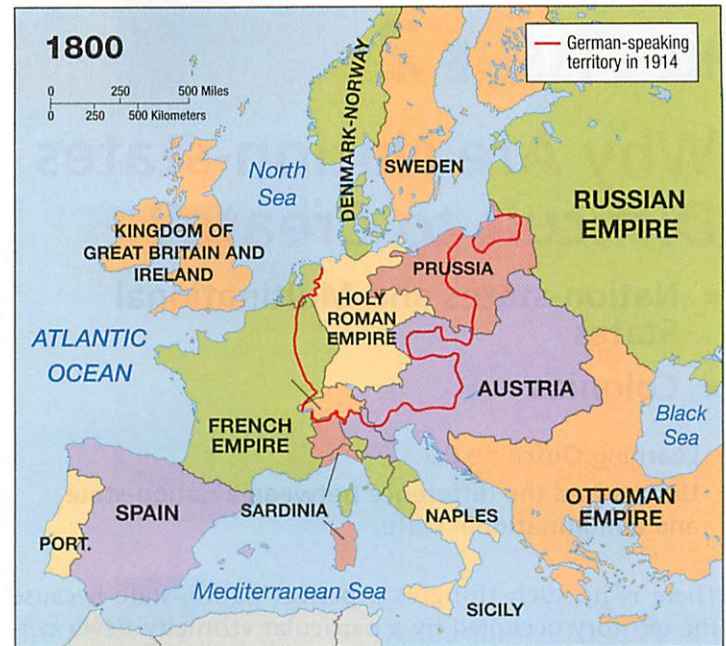 1800
0 250 500 Miles
0 250 500 Kilometers
German-speaking
territory in 1914
North
Sea
DENMARK-NORWAY
SWEDEN
RUSSIAN
EMPIRE
KINGDOM OF
GREAT BRITAIN AND
IRELAND
PRUSSIA
HOLY
ROMAN
EMPIRE
ATLANTIC
OCEAN
AUSTRIA
FRENCH
EMPIRE
Black
Sea
SPAIN
PORT.
SARDINIA
NAPLES
OTTOMAN
EMPIRE
Mediterranean Sea
SICILY